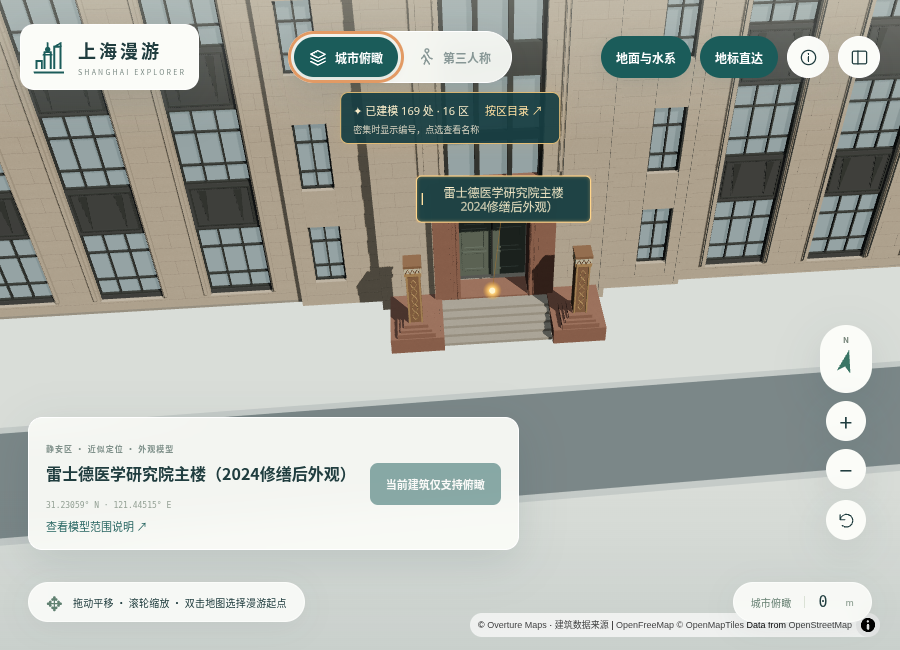 上海漫游
SHANGHAI EXPLORER
城市俯瞰
第三人称
地面与水系
地标直达
✦ 已建模 169 处 · 16 区 按区目录 ↗
密集时显示编号，点选查看名称
雷士德医学研究院主楼
2024修缮后外观）
N
+
−
静安区 · 近似定位 · 外观模型
雷士德医学研究院主楼（2024修缮后外观）
当前建筑仅支持俯瞰
31.23059° N · 121.44515° E
查看模型范围说明 ↗
拖动平移 · 滚轮缩放 · 双击地图选择漫游起点
城市俯瞰 0 m
© Overture Maps · 建筑数据来源 | OpenFreeMap © OpenMapTiles Data from OpenStreetMap